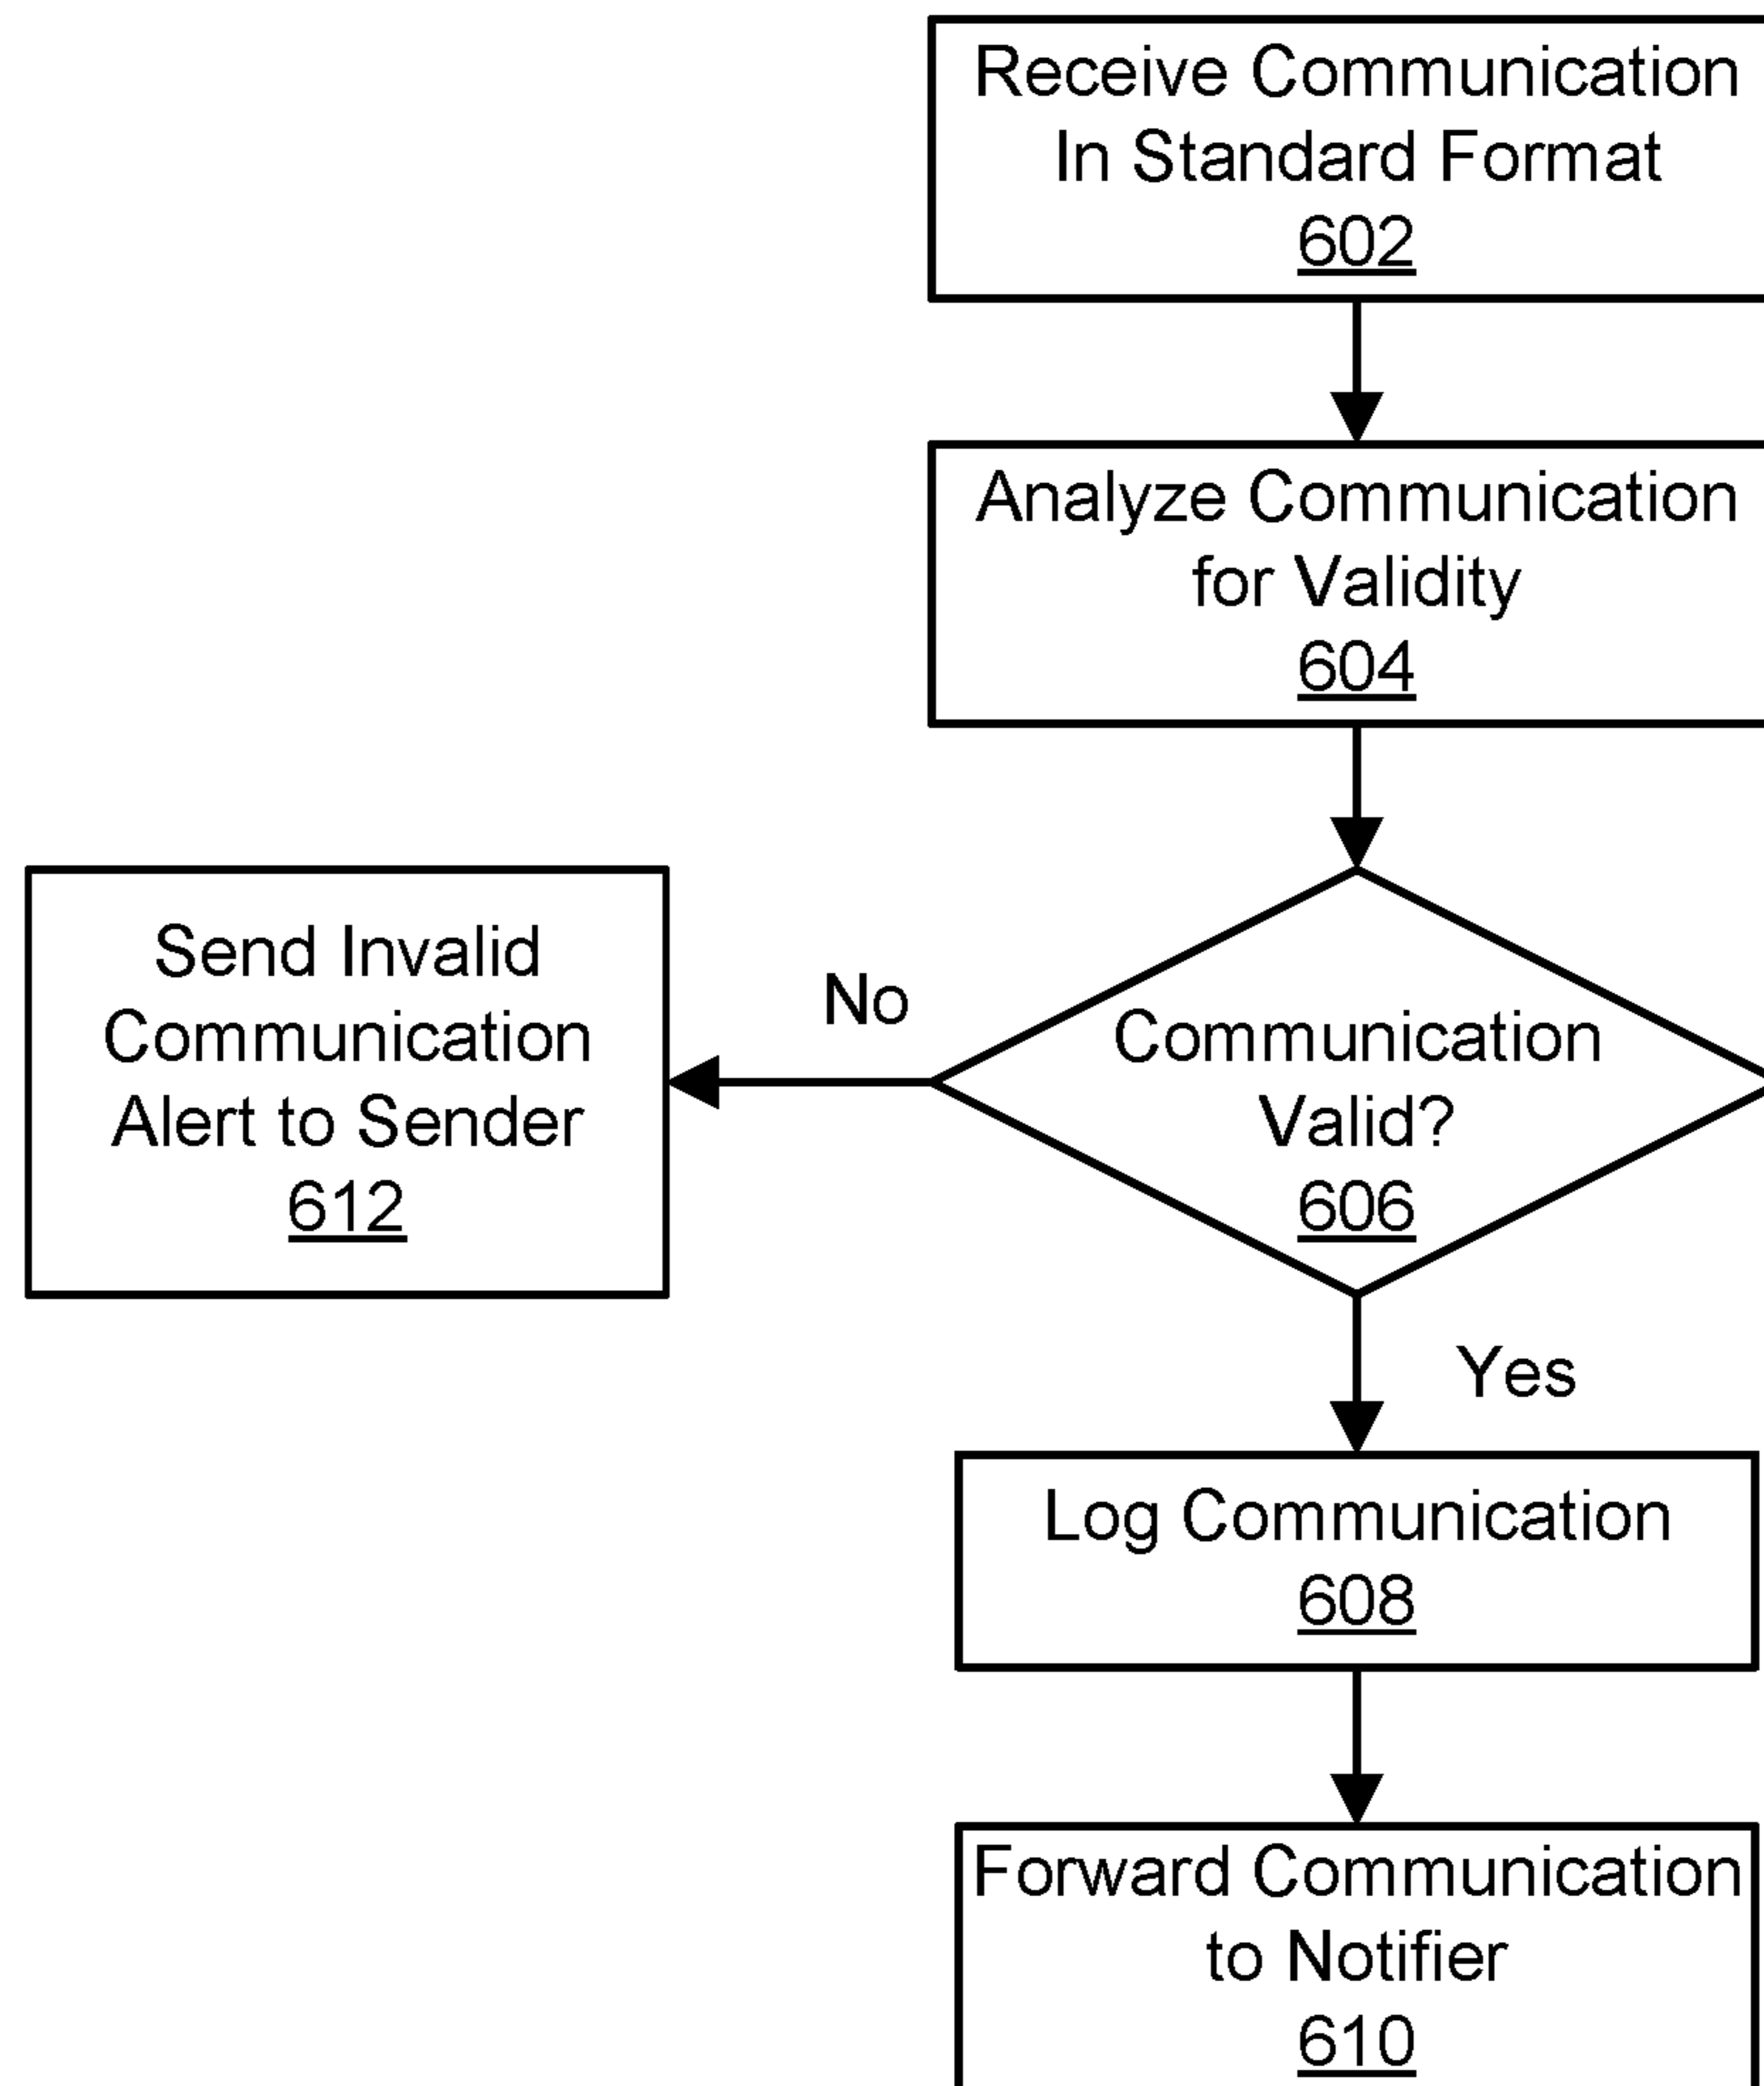 Receive Communication
In Standard Format
602
Analyze Communication
for Validity
604
Communication
Valid?
606
No
Send Invalid
Communication
Alert to Sender
612
Yes
Log Communication
608
Forward Communication
to Notifier
610